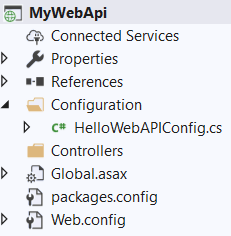 MyWebApi
Connected Services
Properties
References
Configuration
C# HelloWebAPIConfig.cs
Controllers
Global.asax
packages.config
Web.config